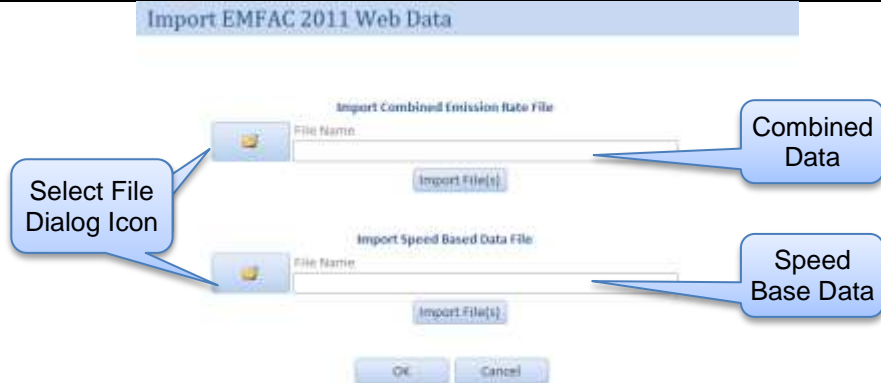 Import EMFAC 2011 Web Data
Import Combined Emission Rate File
File Name
Combined
Data
Import File(s)
Select File
Dialog Icon
Import Speed Based Data File
File Name
Speed
Base Data
Import File(s)
OK
Cancel